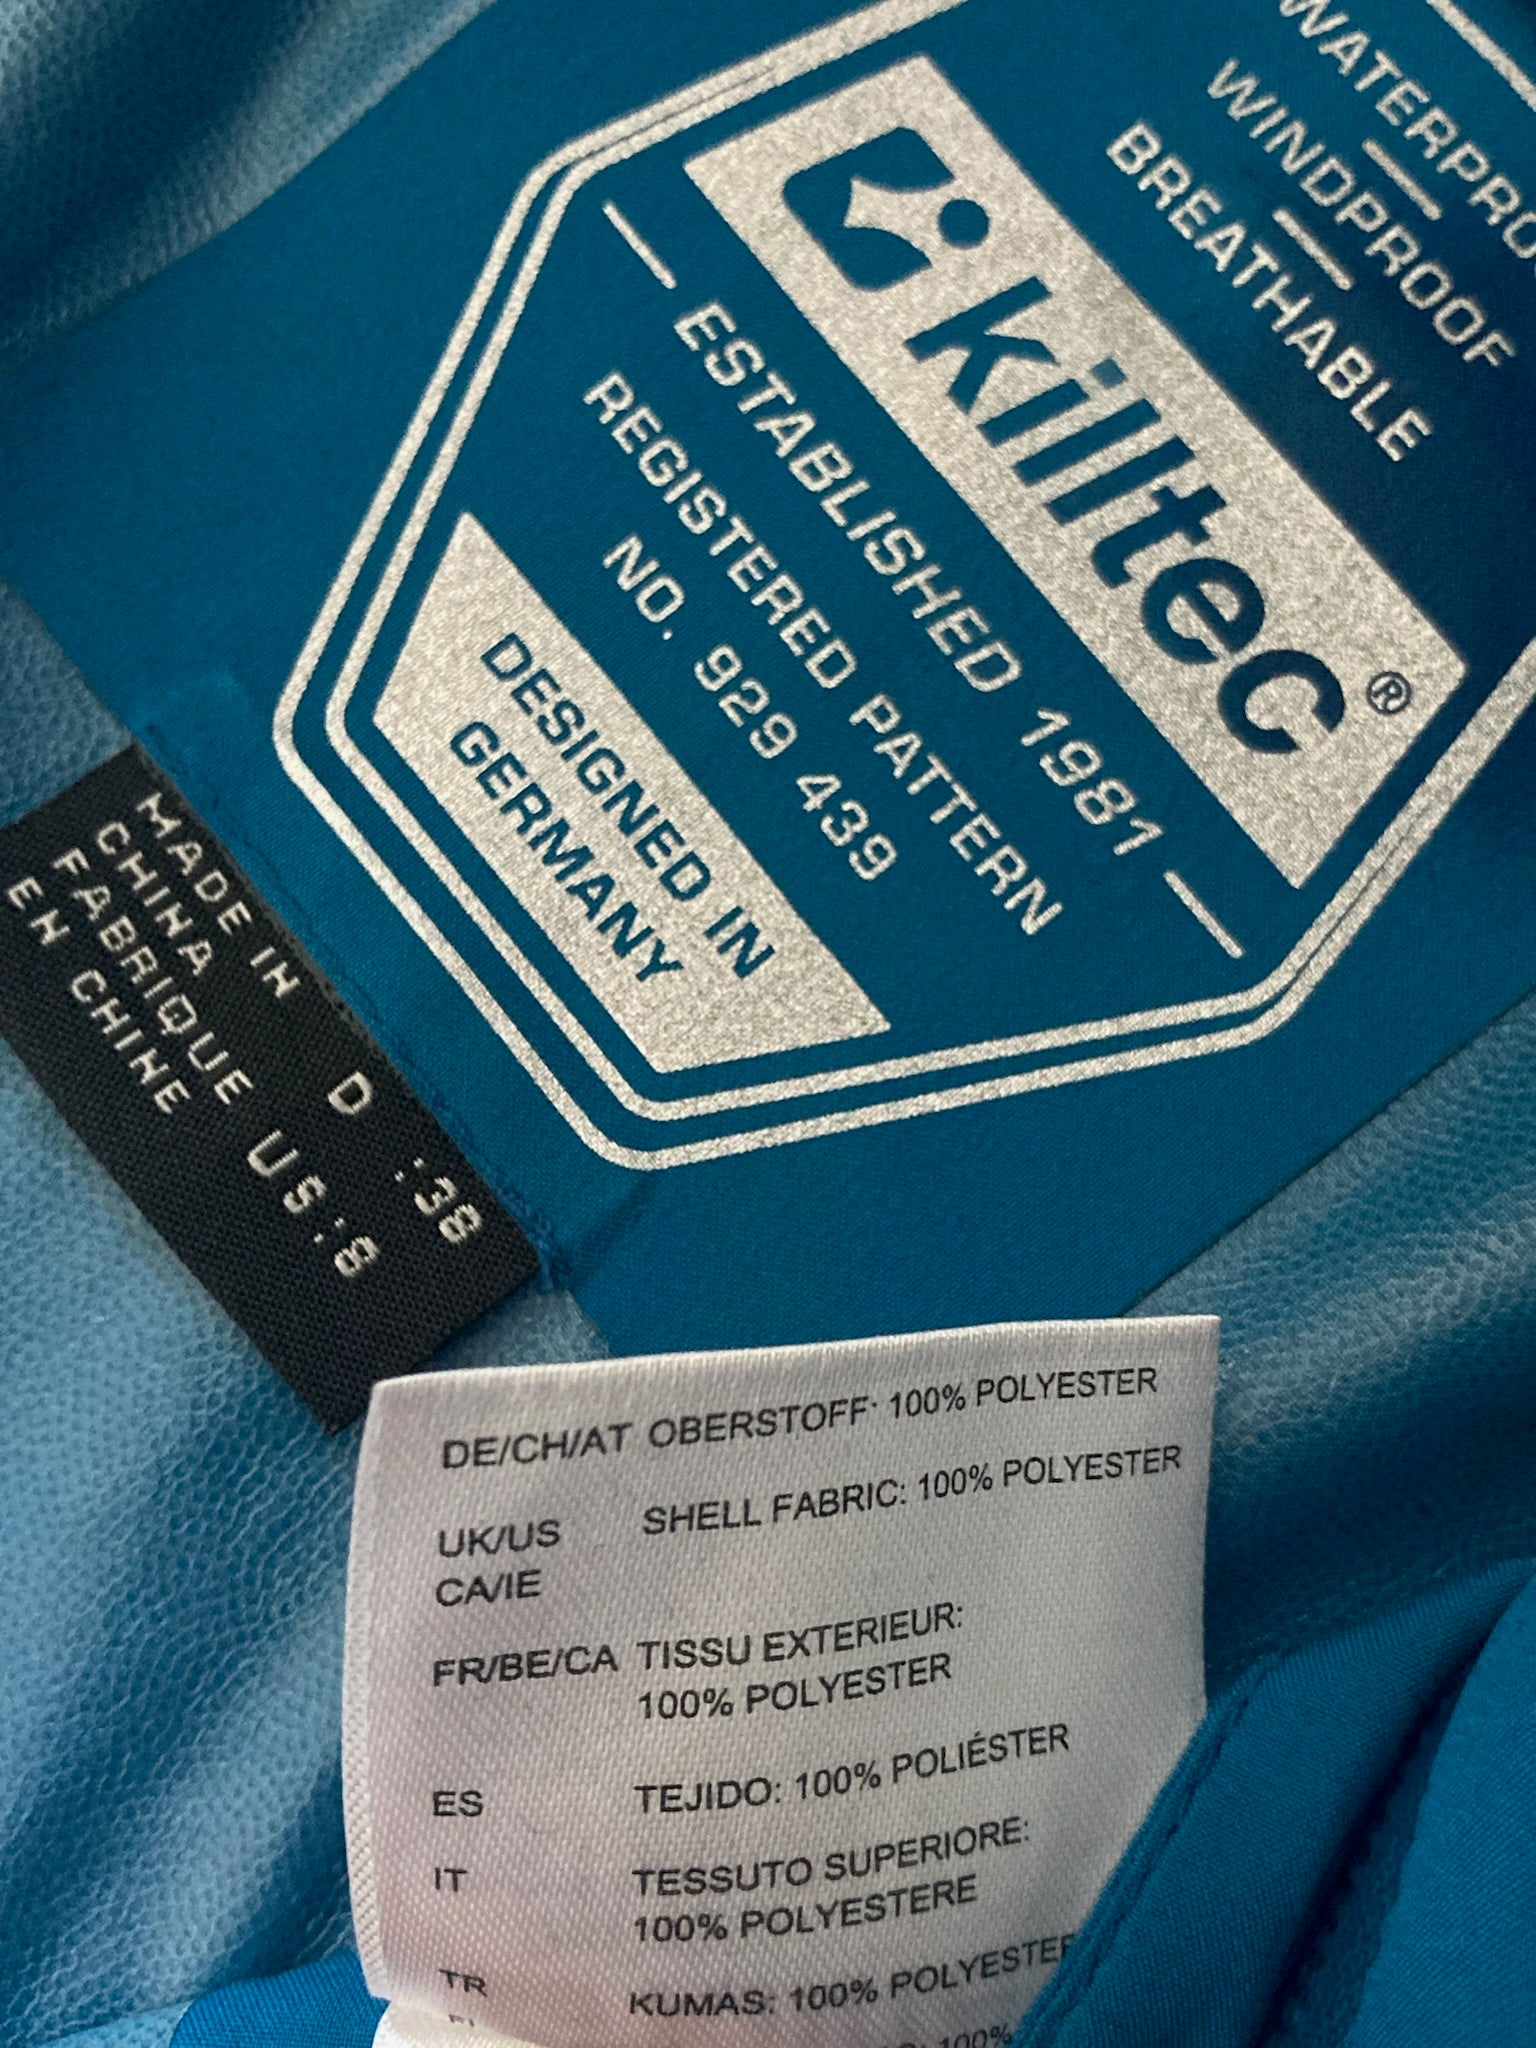 WINDPROOF
BREATHABLE
killtec®
ESTABLISHED 1981
REGISTERED PATTERN
NO. 929 439
DESIGNED IN
GERMANY
MADE IN
CHINA
FABRIQUE
EN CHINE
D :38
US:8
DE/CH/AT OBERSTOFF: 100% POLYESTER
UK/US SHELL FABRIC: 100% POLYESTER
CA/IE
FR/BE/CA TISSU EXTERIEUR:
100% POLYESTER
ES TEJIDO: 100% POLIÉSTER
IT TESSUTO SUPERIORE:
100% POLYESTERE
TR KUMAS: 100% POLYESTER
100%